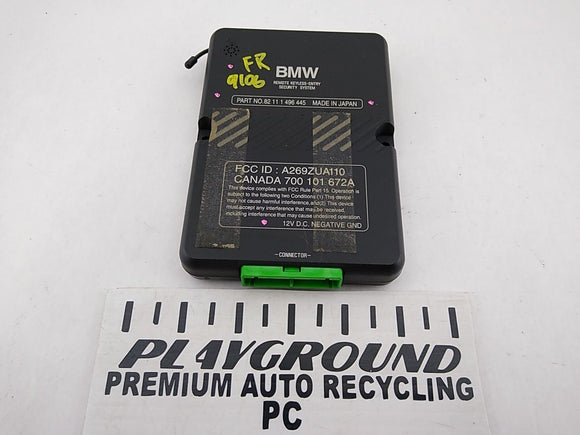 FR
9106
BMW
REMOTE KEYLESS-ENTRY
SECURITY SYSTEM
PART NO.82 11 1 496 445 MADE IN JAPAN
FCC ID : A269ZUA110
CANADA 700 101 672A
This device complies with FCC Rule Part 15. Operation is
subject to the following two Conditions (1) This device may
not cause harmful interference,and(2) This device
must accept any interference that may be received,
including interference that may cause undesired operation.
12V D.C. NEGATIVE GND
-CONNECTOR-
PL4YGROUND
PREMIUM AUTO RECYCLING
PC